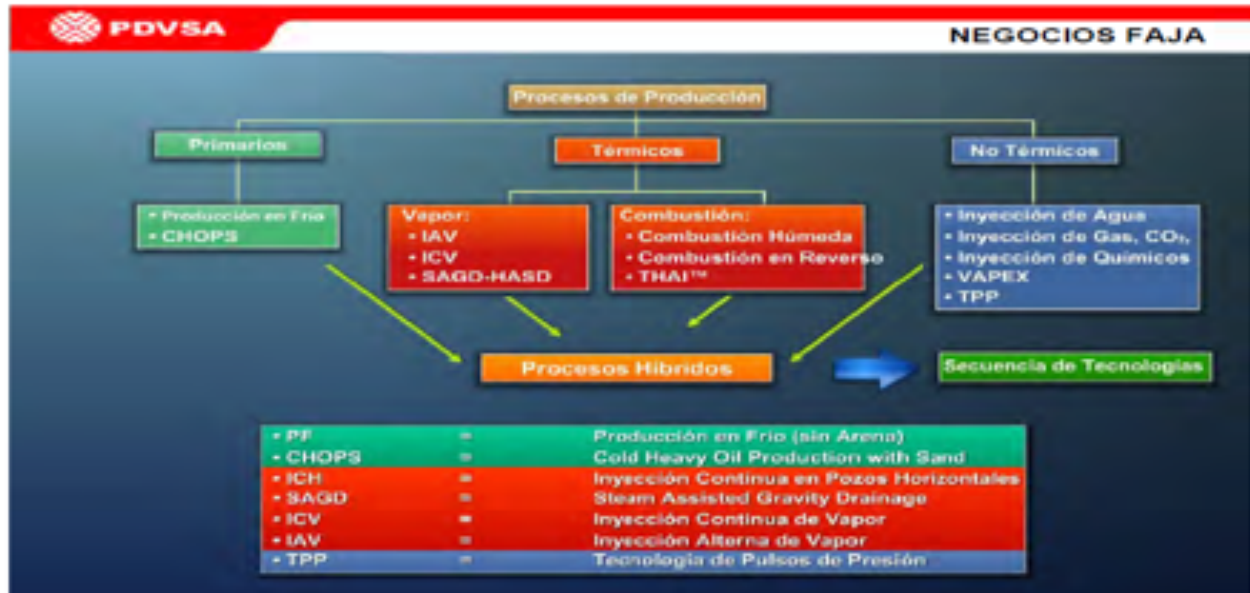 PDVSA
NEGOCIOS FAJA
Procesos de Producción
Primarios
Térmicos
No Térmicos
• Producción en Frío
• CHOPS
Vapor:
• IAV
• ICV
• SAGD-HASD
Combustión:
• Combustión Húmeda
• Combustión en Reverso
• THAI™
• Inyección de Agua
• Inyección de Gas, CO₂,
• Inyección de Químicos
• VAPEX
• TPP
Procesos Híbridos
Secuencia de Tecnologías
• PF = Producción en Frío (sin Arena)
• CHOPS = Cold Heavy Oil Production with Sand
• ICH = Inyección Continua en Pozos Horizontales
• SAGD = Steam Assisted Gravity Drainage
• ICV = Inyección Continua de Vapor
• IAV = Inyección Alterna de Vapor
• TPP = Tecnología de Pulsos de Presión